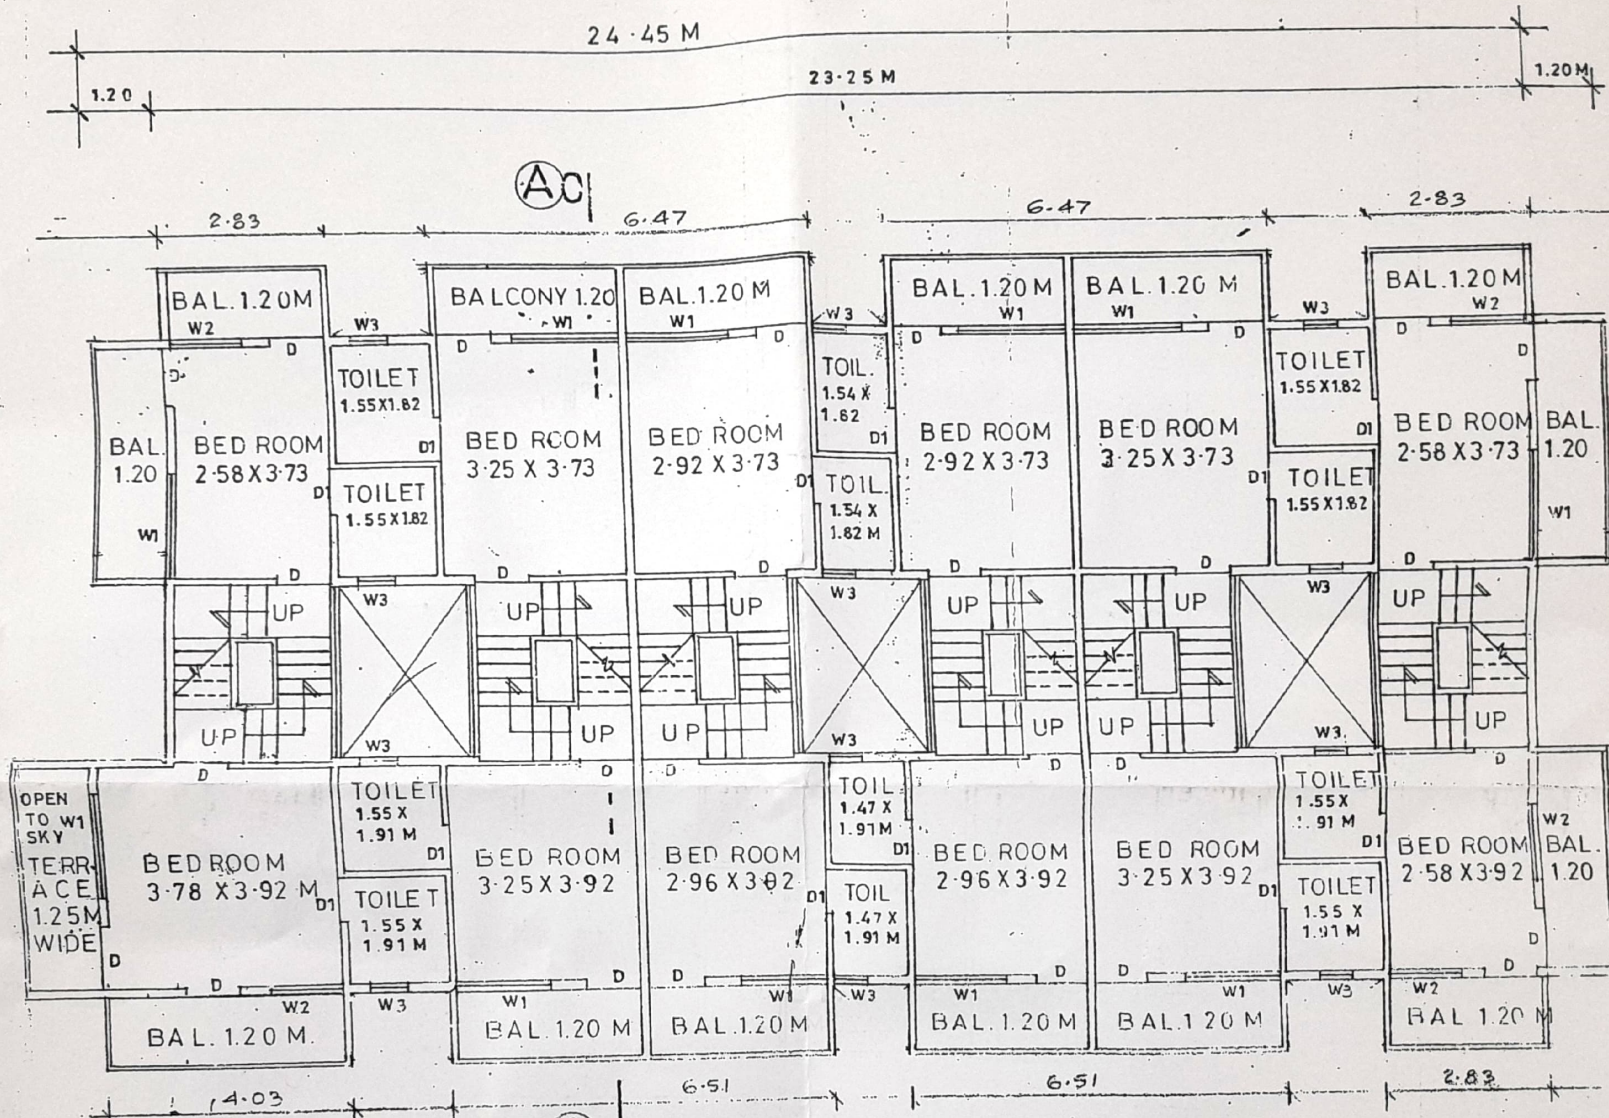 24.45 M
23.25 M
1.20M
1.20
AC
2.83
6.47
6.47
2.83
BAL.1.20M
BALCONY 1.20
BAL.1.20 M
BAL.1.20 M
BAL.1.20 M
BAL.1.20 M
W2
W3
W1
W1
W3
W1
W1
W3
W2
D
D
D
D
D
D
D
D
TOILET
1.55X1.82
D1
TOIL.
1.54 X
1.82
D1
TOILET
1.55X1.82
D1
BAL.
1.20
W1
BED ROOM
2.58X3.73
D1
BED ROOM
3.25 X 3.73
BED ROOM
2.92 X 3.73
D1
BED ROOM
2.92 X 3.73
BED ROOM
3.25 X 3.73
D1
BED ROOM
2.58X3.73
BAL.
1.20
W1
TOILET
1.55X1.82
TOIL.
1.54 X
1.82 M
TOILET
1.55X1.82
D
D
D
D
D
D
W3
W3
W3
UP
UP
UP
UP
UP
UP
UP
UP
UP
UP
UP
UP
W3
W3
W3
D
D
D
D
D
D
OPEN
TO W1
SKY
TERR-
ACE
1.25M
WIDE
D
BED ROOM
3.78 X 3.92 M
D1
TOILET
1.55 X
1.91 M
D1
BED ROOM
3.25 X 3.92
BED ROOM
2.96 X 3.92
D1
TOIL
1.47 X
1.91 M
D1
BED ROOM
2.96 X 3.92
BED ROOM
3.25 X 3.92
D1
TOILET
1.55 X
1.91 M
D1
BED ROOM
2.58 X 3.92
W2
BAL.
1.20
D
TOILET
1.55 X
1.91 M
TOIL
1.47 X
1.91 M
TOILET
1.55 X
1.91 M
D
D
D
D
D
D
W2
W3
W1
W1
W3
W1
W1
W3
W2
BAL. 1.20 M.
BAL. 1.20 M
BAL.1.20 M
BAL. 1.20 M
BAL.1 20 M
BAL 1.20 M
4.03
6.51
6.51
2.83